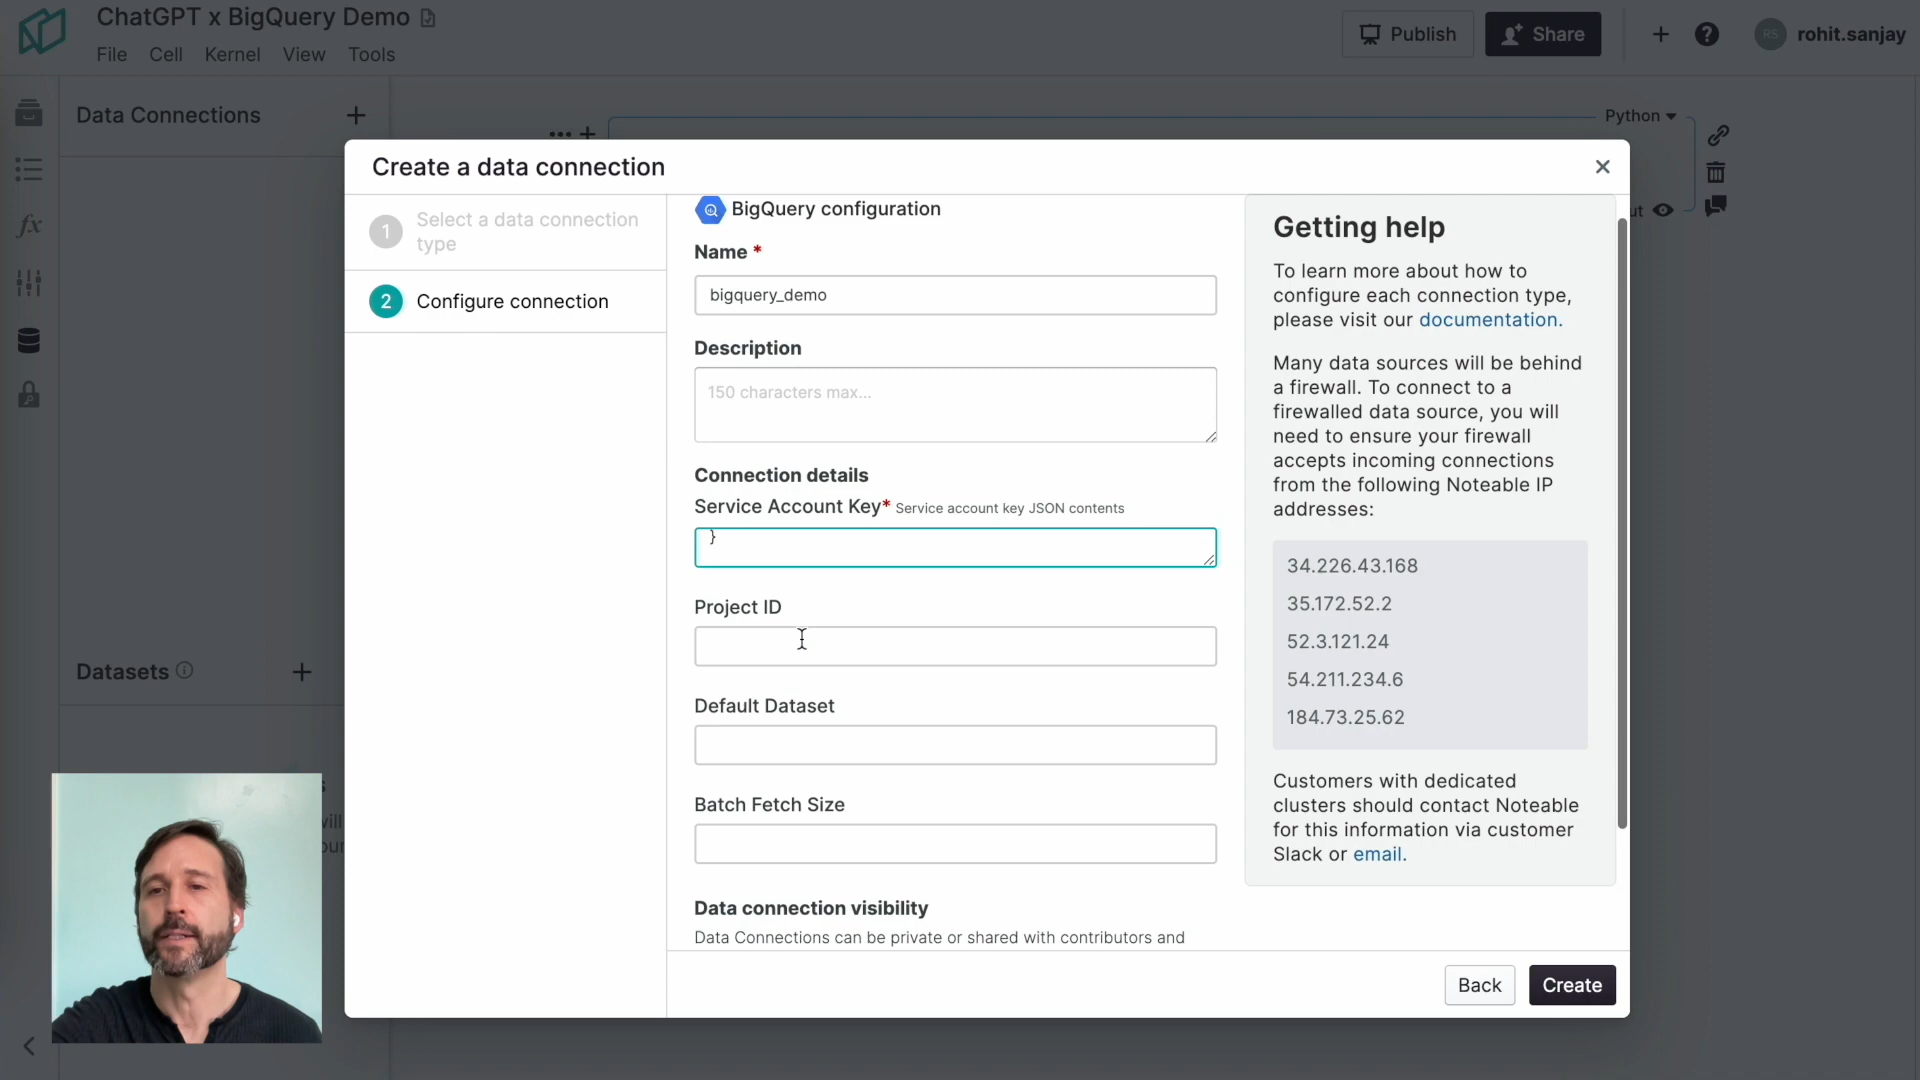 ChatGPT x BigQuery Demo
File Cell Kernel View Tools
Publish
Share
RS
rohit.sanjay
Data Connections
Python
Create a data connection
1
Select a data connection
type
2
Configure connection
BigQuery configuration
Name *
bigquery_demo
Description
150 characters max...
Connection details
Service Account Key* Service account key JSON contents
}
Project ID
Default Dataset
Batch Fetch Size
Data connection visibility
Data Connections can be private or shared with contributors and
Getting help
To learn more about how to
configure each connection type,
please visit our documentation.
Many data sources will be behind
a firewall. To connect to a
firewalled data source, you will
need to ensure your firewall
accepts incoming connections
from the following Noteable IP
addresses:
34.226.43.168
35.172.52.2
52.3.121.24
54.211.234.6
184.73.25.62
Customers with dedicated
clusters should contact Noteable
for this information via customer
Slack or email.
Back
Create
Datasets